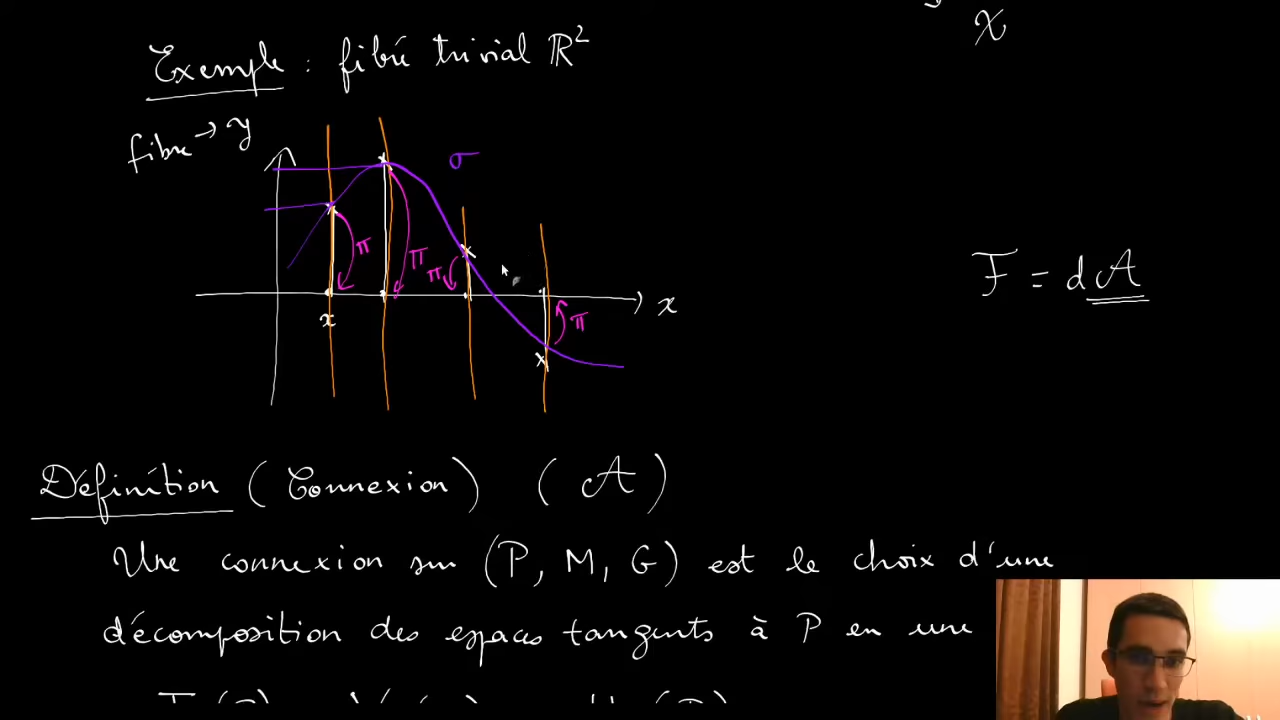 Exemple : fibré trivial ℝ²
fibre → y
σ
π
π
π
π
x
x
χ
F = dA
Définition (Connexion) (A)
Une connexion sur (P, M, G) est le choix d'une
décomposition des espaces tangents à P en une